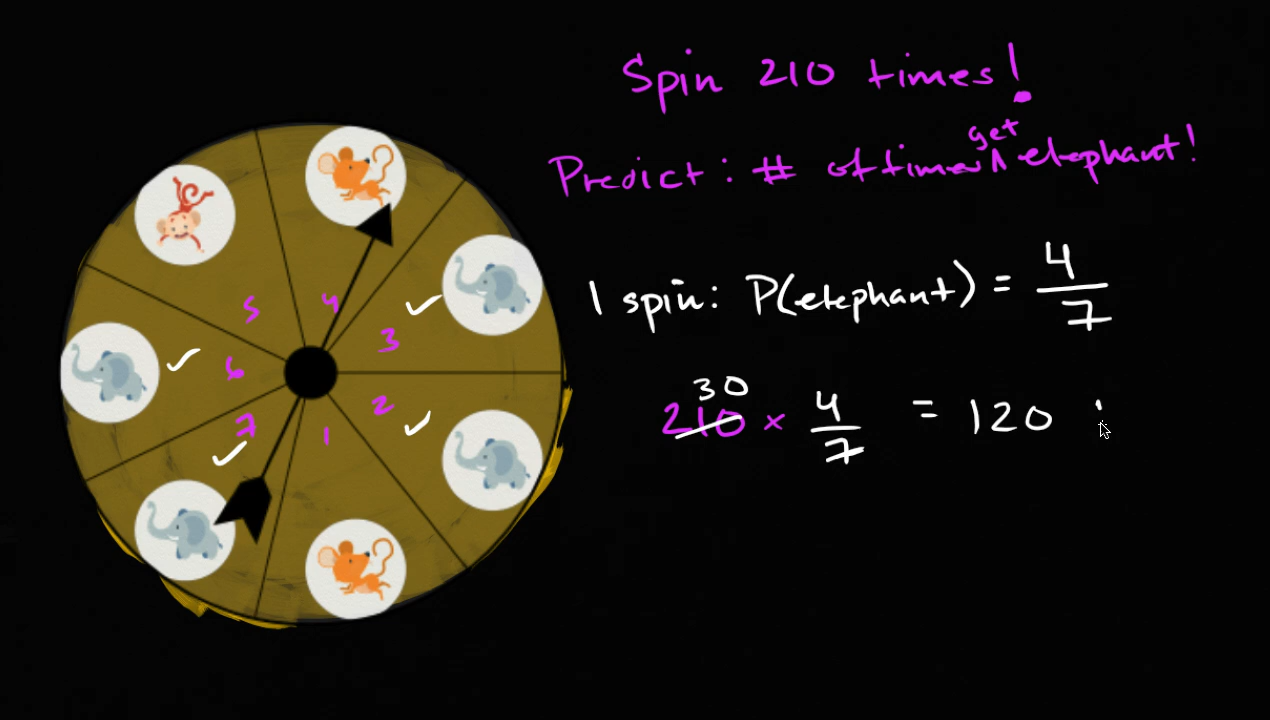 Spin 210 times!
Predict: # of times get elephant!
1 spin: P(elephant) = 4/7
30
210 × 4/7 = 120
5
4
3
6
2
7
1